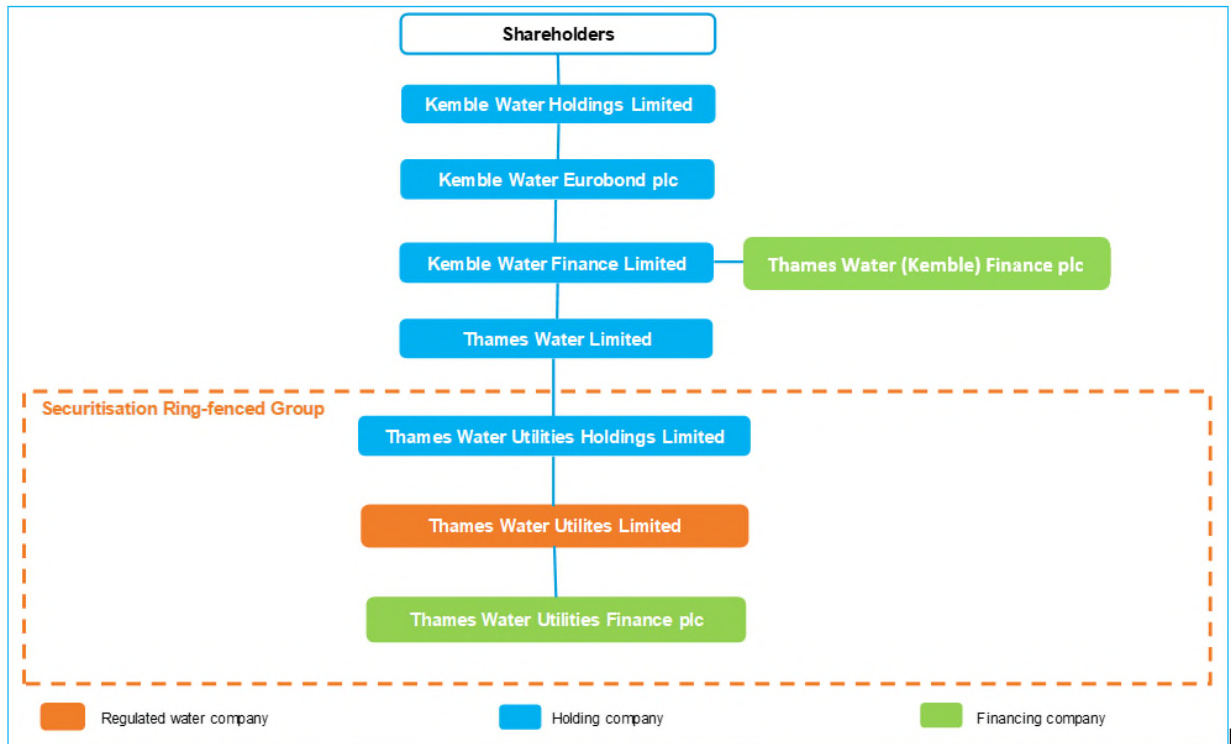 Shareholders
Kemble Water Holdings Limited
Kemble Water Eurobond plc
Kemble Water Finance Limited
Thames Water (Kemble) Finance plc
Thames Water Limited
Securitisation Ring-fenced Group
Thames Water Utilities Holdings Limited
Thames Water Utilites Limited
Thames Water Utilities Finance plc
Regulated water company
Holding company
Financing company